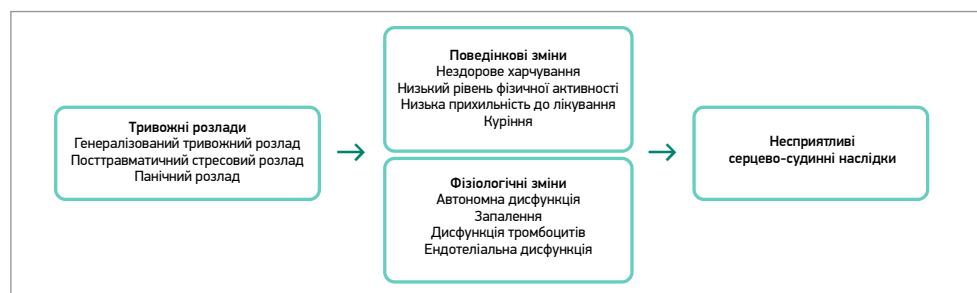 Тривожні розлади
Генералізований тривожний розлад
Посттравматичний стресовий розлад
Панічний розлад
Поведінкові зміни
Нездорове харчування
Низький рівень фізичної активності
Низька прихильність до лікування
Куріння
Фізіологічні зміни
Автономна дисфункція
Запалення
Дисфункція тромбоцитів
Ендотеліальна дисфункція
Несприятливі
серцево-судинні наслідки